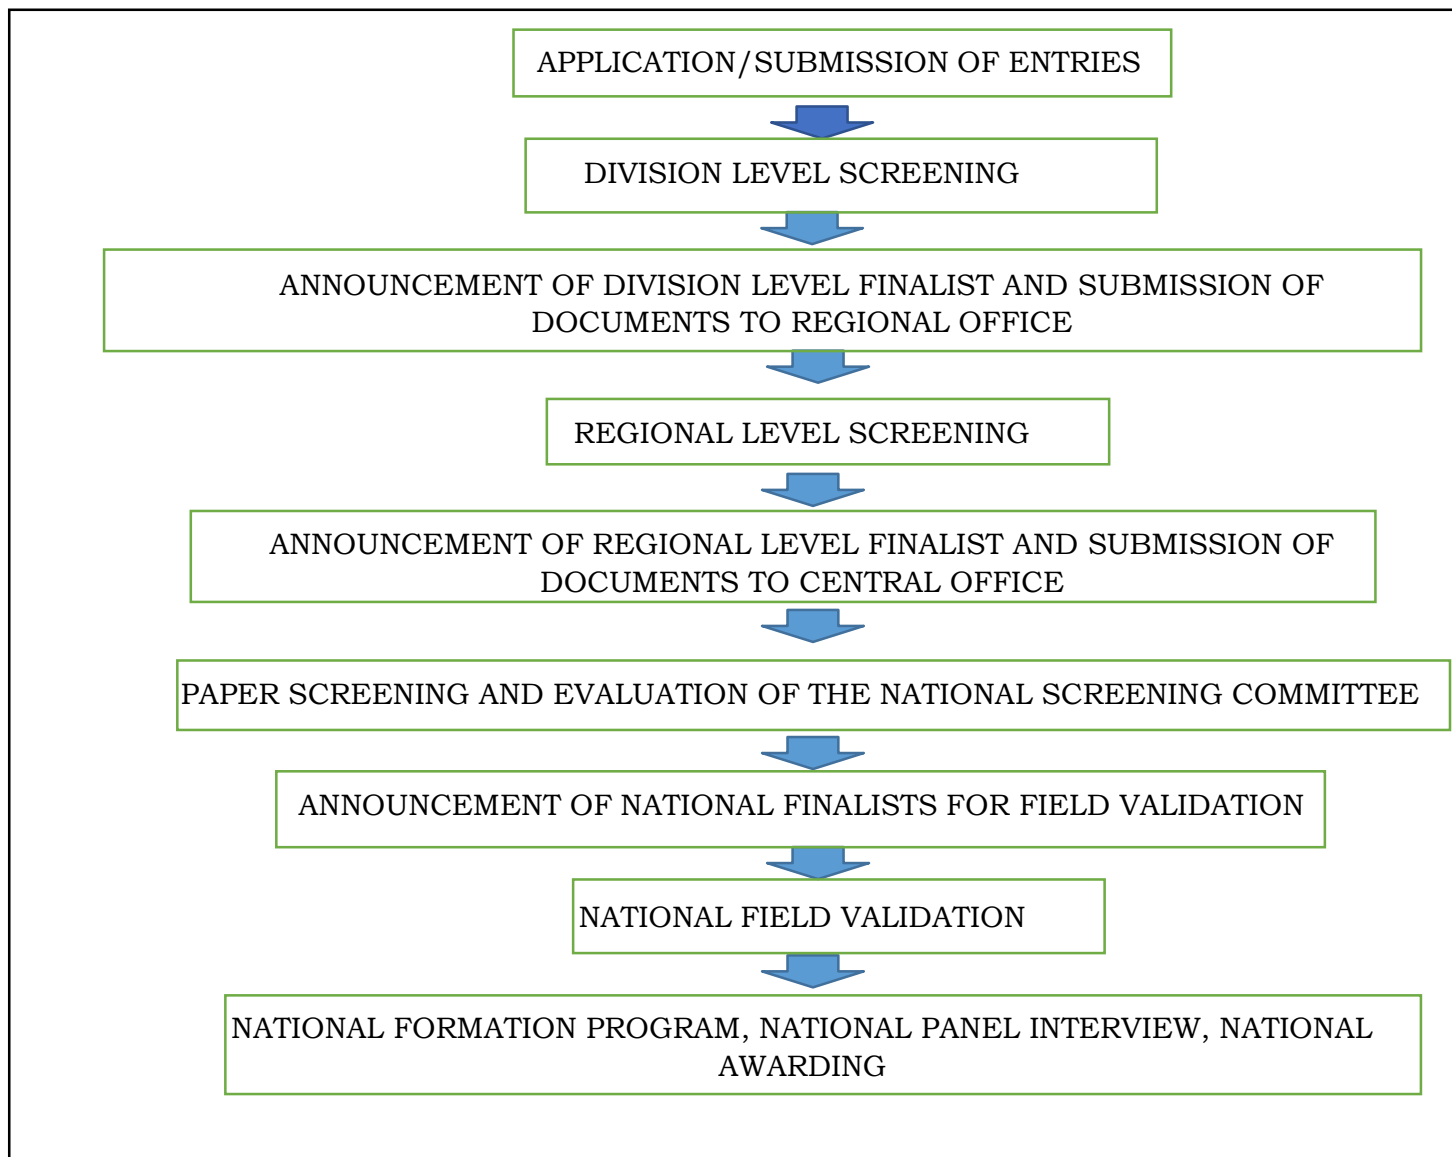 APPLICATION/SUBMISSION OF ENTRIES
DIVISION LEVEL SCREENING
ANNOUNCEMENT OF DIVISION LEVEL FINALIST AND SUBMISSION OF
DOCUMENTS TO REGIONAL OFFICE
REGIONAL LEVEL SCREENING
ANNOUNCEMENT OF REGIONAL LEVEL FINALIST AND SUBMISSION OF
DOCUMENTS TO CENTRAL OFFICE
PAPER SCREENING AND EVALUATION OF THE NATIONAL SCREENING COMMITTEE
ANNOUNCEMENT OF NATIONAL FINALISTS FOR FIELD VALIDATION
NATIONAL FIELD VALIDATION
NATIONAL FORMATION PROGRAM, NATIONAL PANEL INTERVIEW, NATIONAL
AWARDING